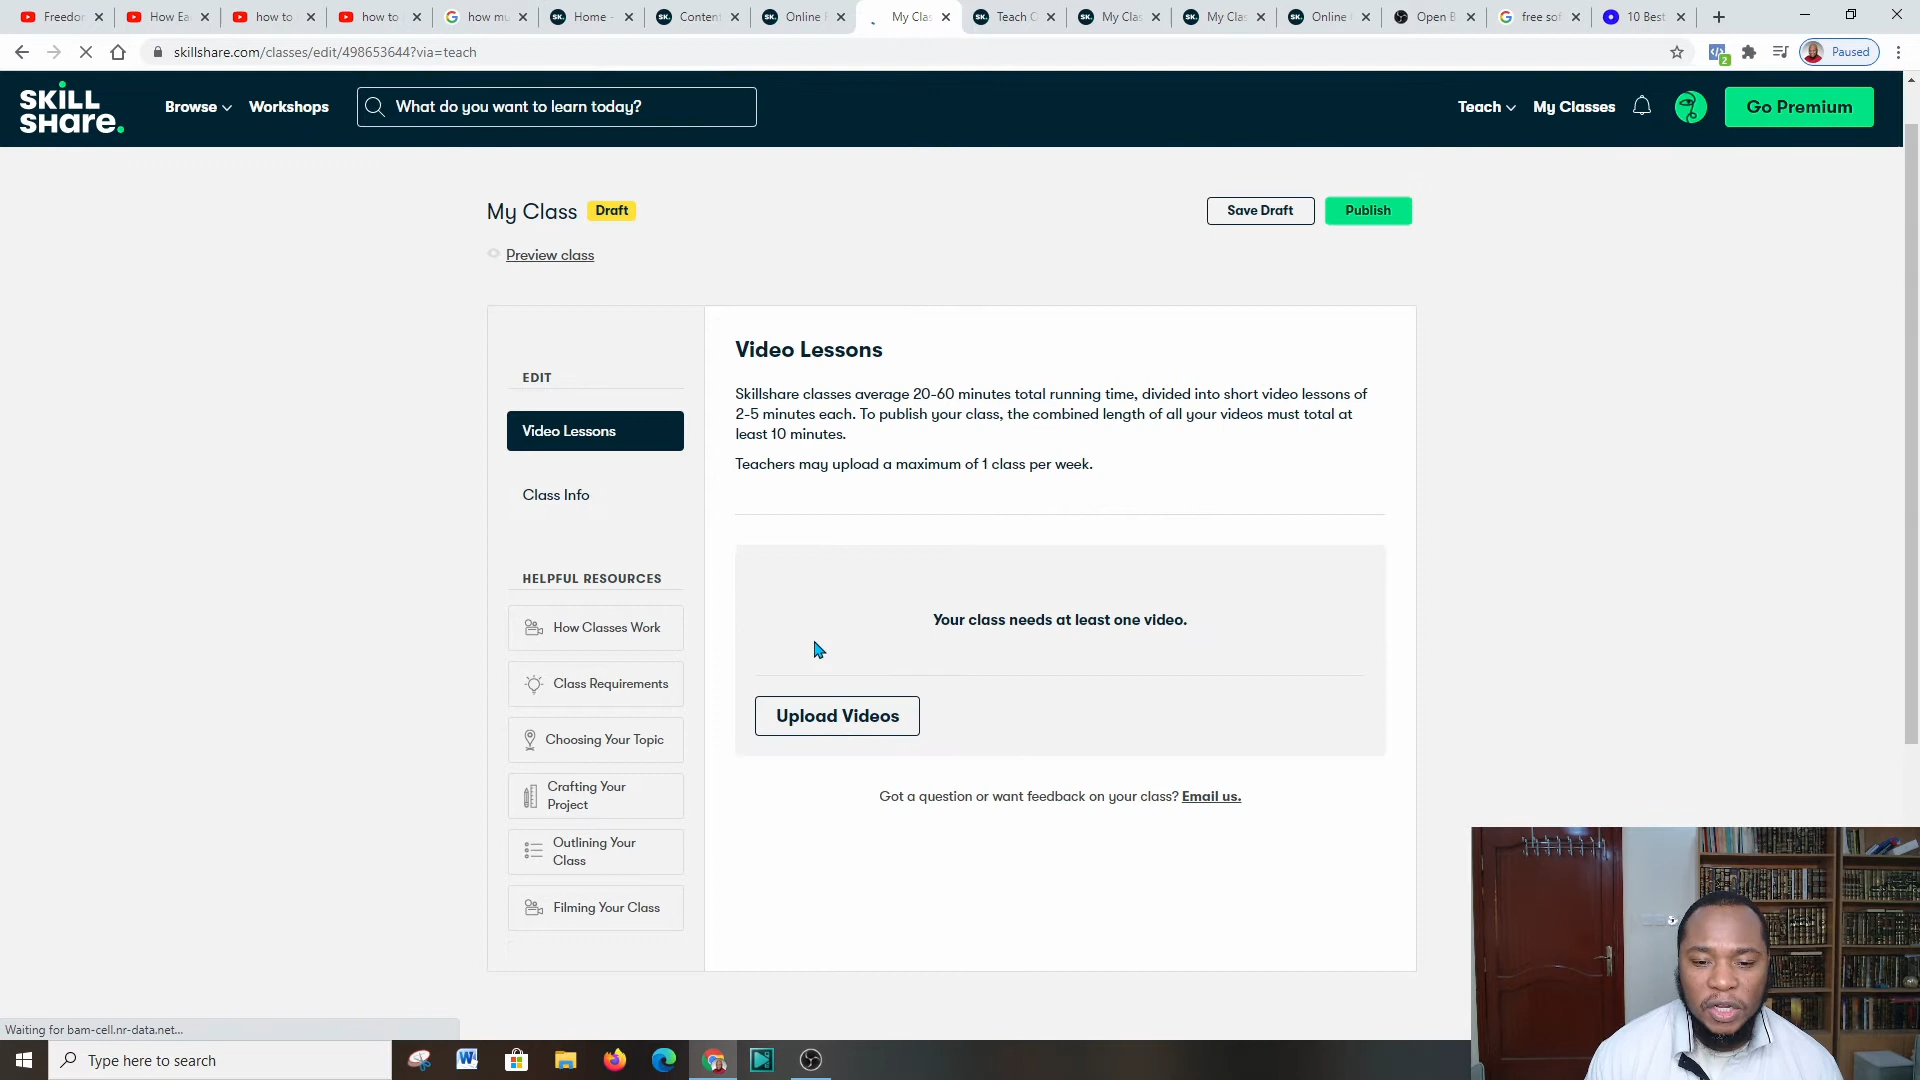 Freedor
How Ea
how to
how to
how mu
Home -
Content
Online
My Clas
Teach C
My Clas
My Clas
Online
Open B
free sof
10 Best
skillshare.com/classes/edit/498653644?via=teach
2
Paused
SKILL
SHare.
Browse
Workshops
What do you want to learn today?
Teach
My Classes
Go Premium
My Class
Draft
Save Draft
Publish
Preview class
EDIT
Video Lessons
Class Info
HELPFUL RESOURCES
How Classes Work
Class Requirements
Choosing Your Topic
Crafting Your
Project
Outlining Your
Class
Filming Your Class
Video Lessons
Skillshare classes average 20-60 minutes total running time, divided into short video lessons of
2-5 minutes each. To publish your class, the combined length of all your videos must total at
least 10 minutes.
Teachers may upload a maximum of 1 class per week.
Your class needs at least one video.
Upload Videos
Got a question or want feedback on your class? Email us.
Waiting for bam-cell.nr-data.net...
Type here to search